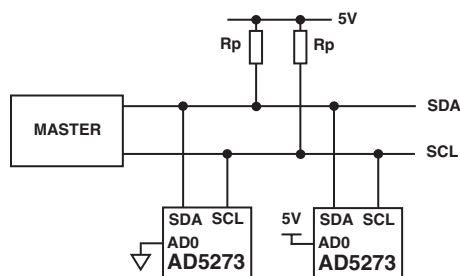 5V
Rp
Rp
SDA
MASTER
SCL
SDA SCL
AD0
AD5273
5V
SDA SCL
AD0
AD5273